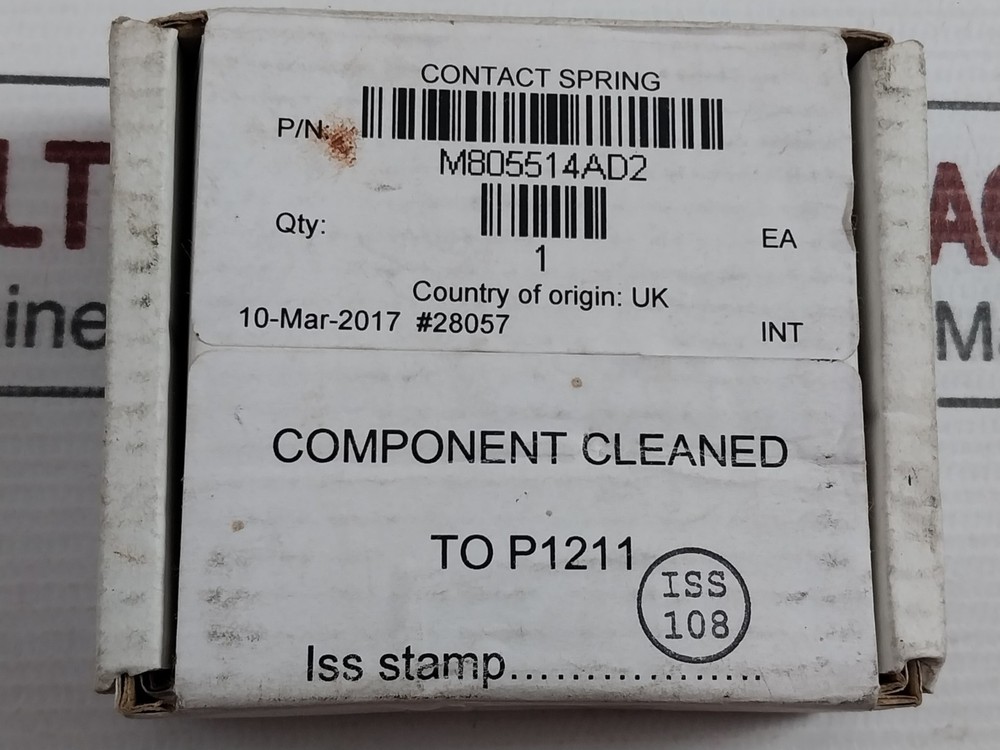 CONTACT SPRING
P/N:
M805514AD2
Qty:
1
EA
Country of origin: UK
10-Mar-2017 #28057
INT
COMPONENT CLEANED
TO P1211
ISS
108
Iss stamp..................